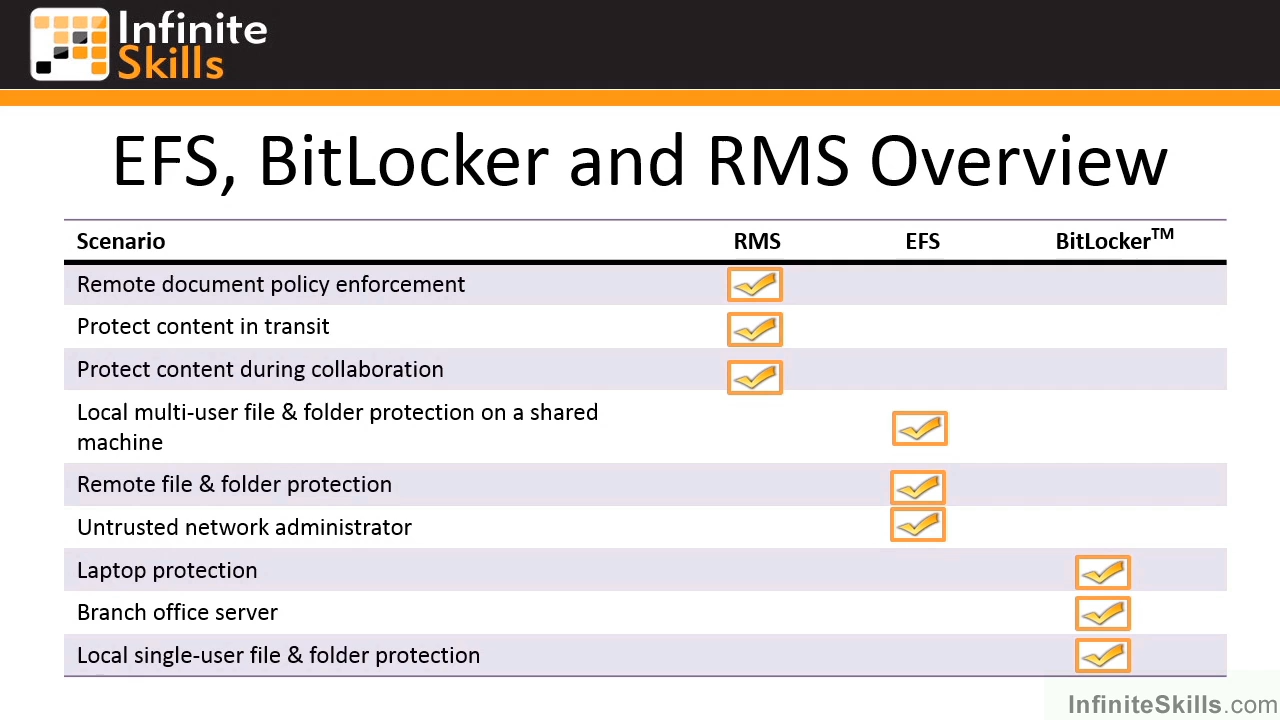 Infinite
Skills
EFS, BitLocker and RMS Overview
Scenario RMS EFS BitLocker™
Remote document policy enforcement
Protect content in transit
Protect content during collaboration
Local multi-user file & folder protection on a shared
machine
Remote file & folder protection
Untrusted network administrator
Laptop protection
Branch office server
Local single-user file & folder protection
InfiniteSkills.com